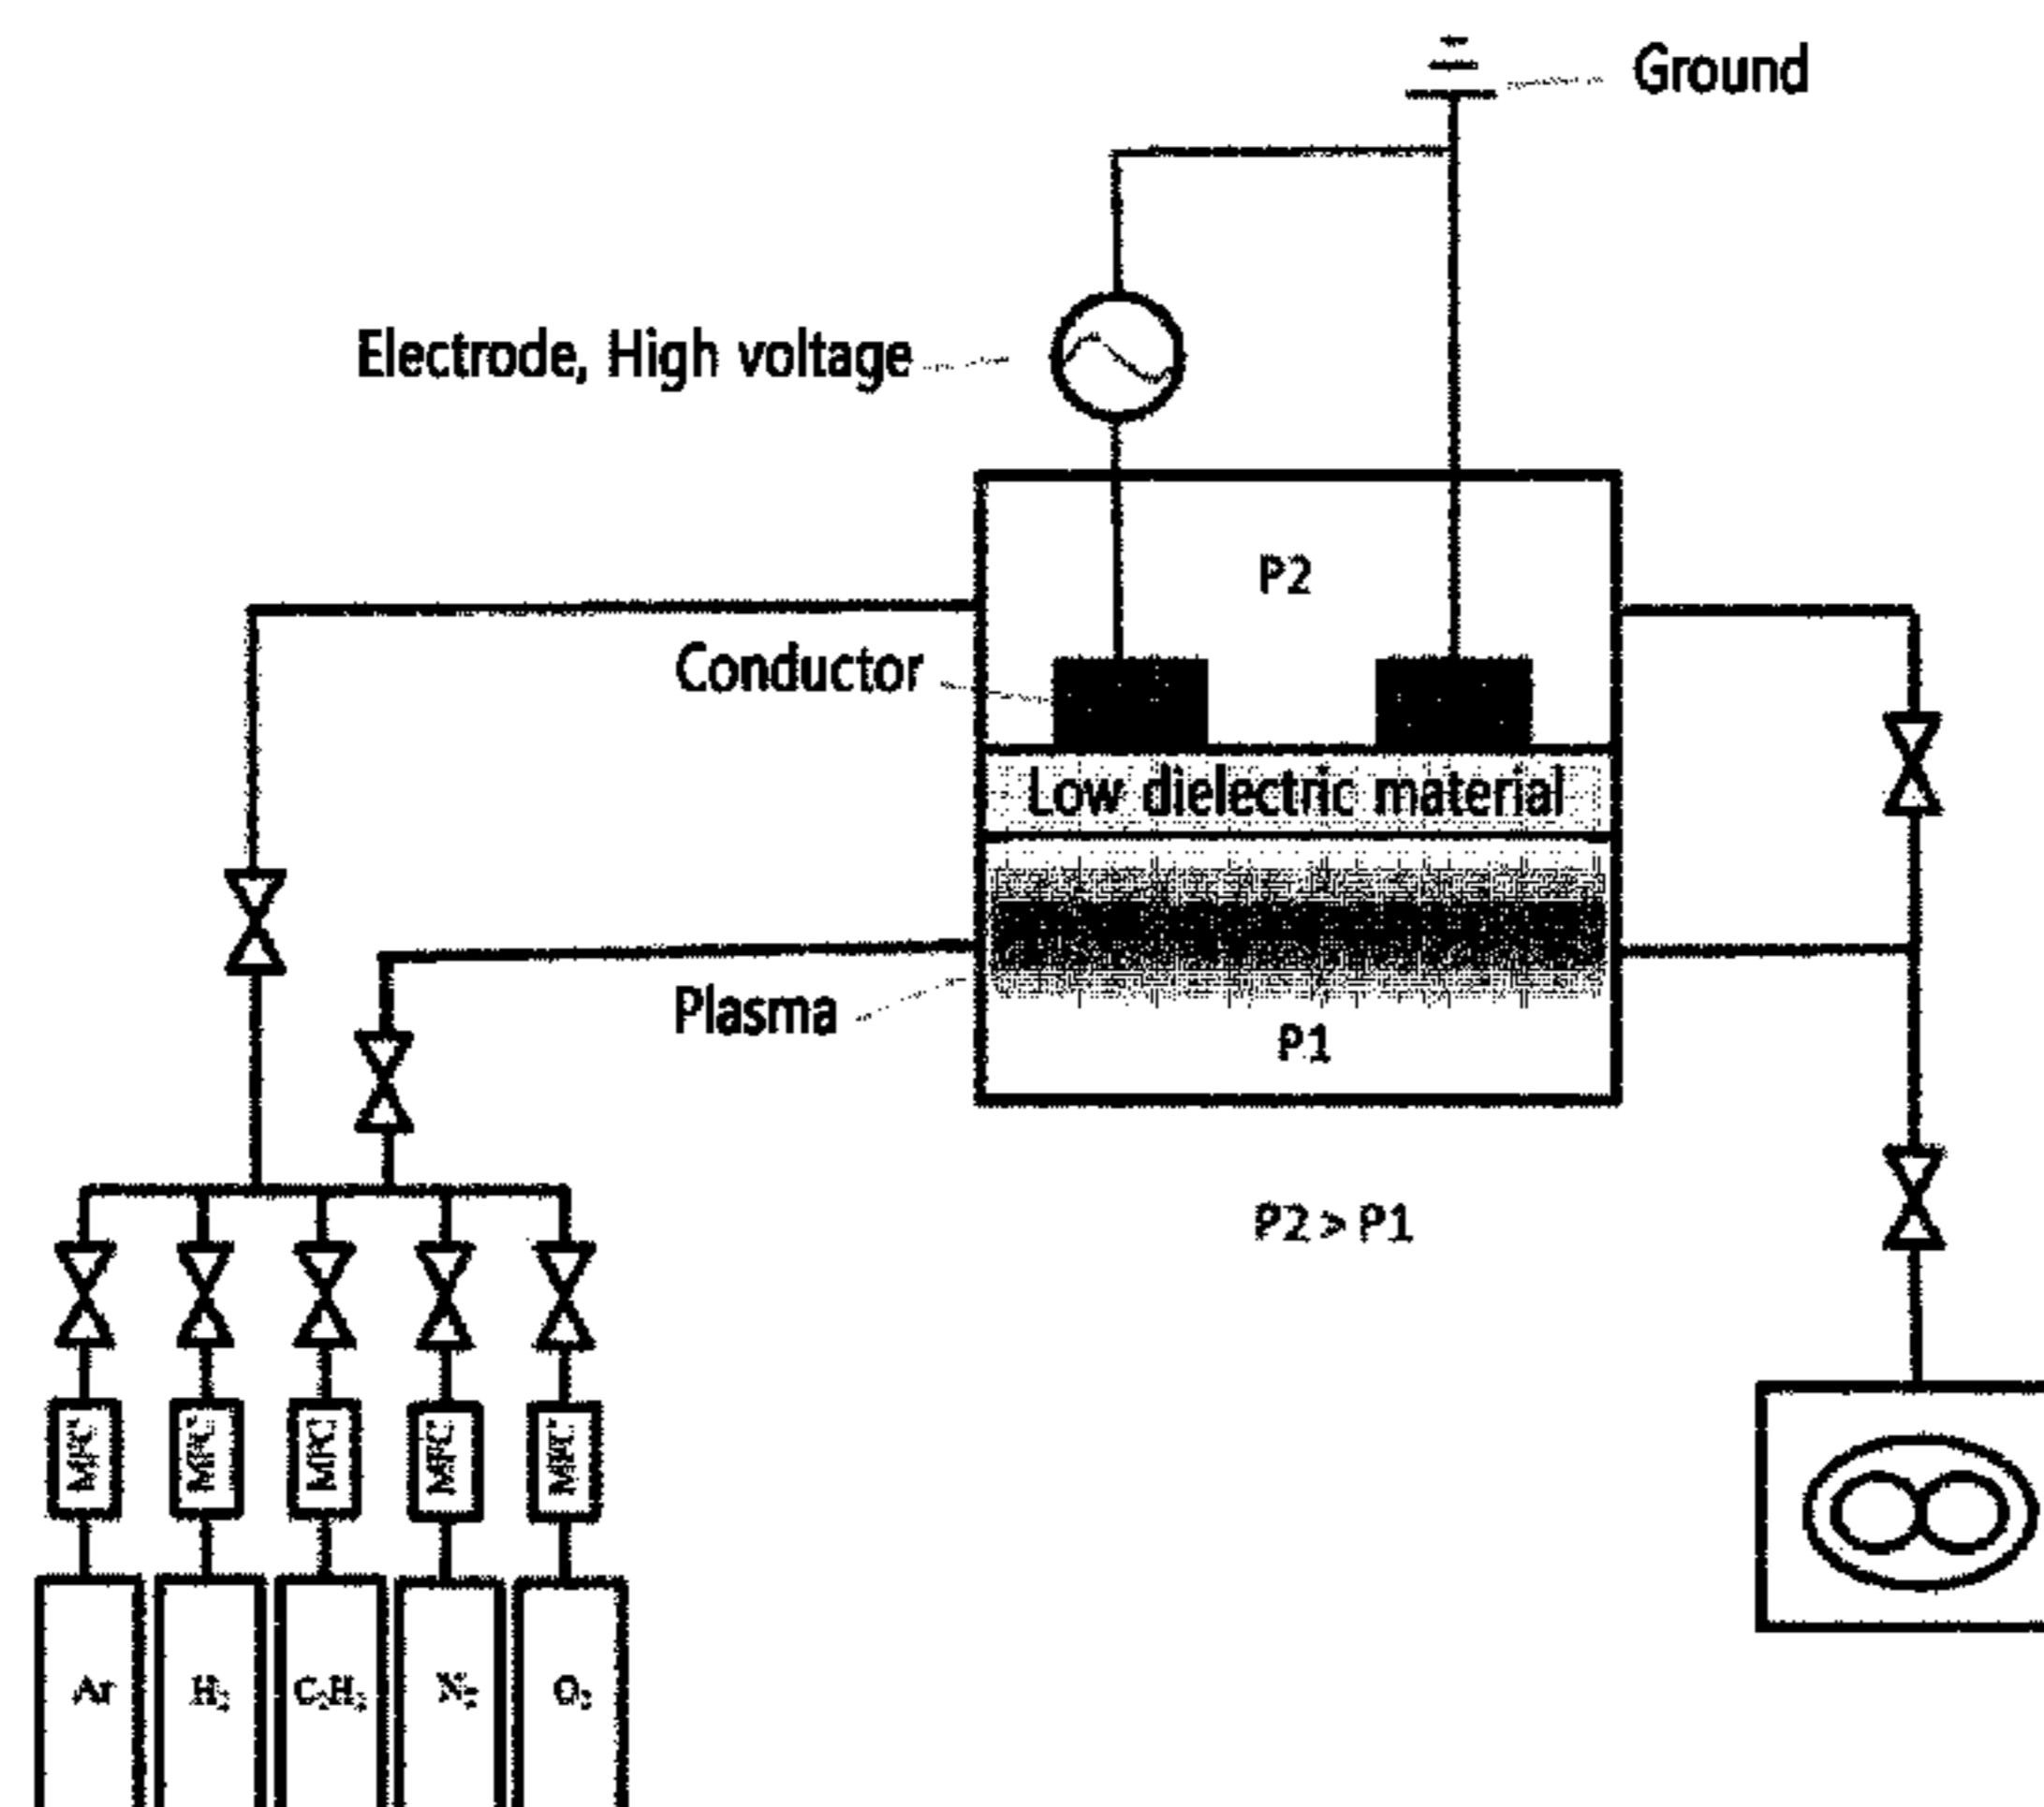 Ground
Electrode, High voltage
P2
Conductor
Low dielectric material
Plasma
P1
P2 > P1
MFC MFC MFC MFC MFC
Ar H₂ C₂H₂ N₂ O₂